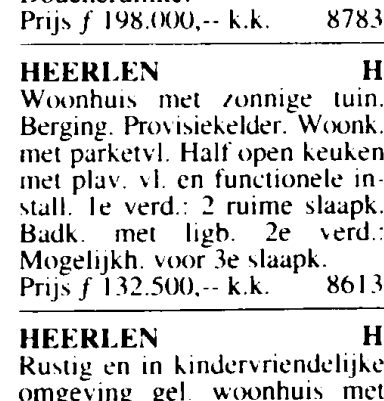 Prijs ƒ 198.000,-- k.k. 8783
HEERLEN H
Woonhuis met zonnige tuin.
Berging. Provisiekelder. Woonk.
met parketvl. Half open keuken
met plav. vl. en functionele in-
stall. 1e verd.: 2 ruime slaapk.
Badk. met ligb. 2e verd.:
Mogelijkh. voor 3e slaapk.
Prijs ƒ 132.500,-- k.k. 8613
HEERLEN H
Rustig en in kindervriendelijke
omgeving gel. woonhuis met